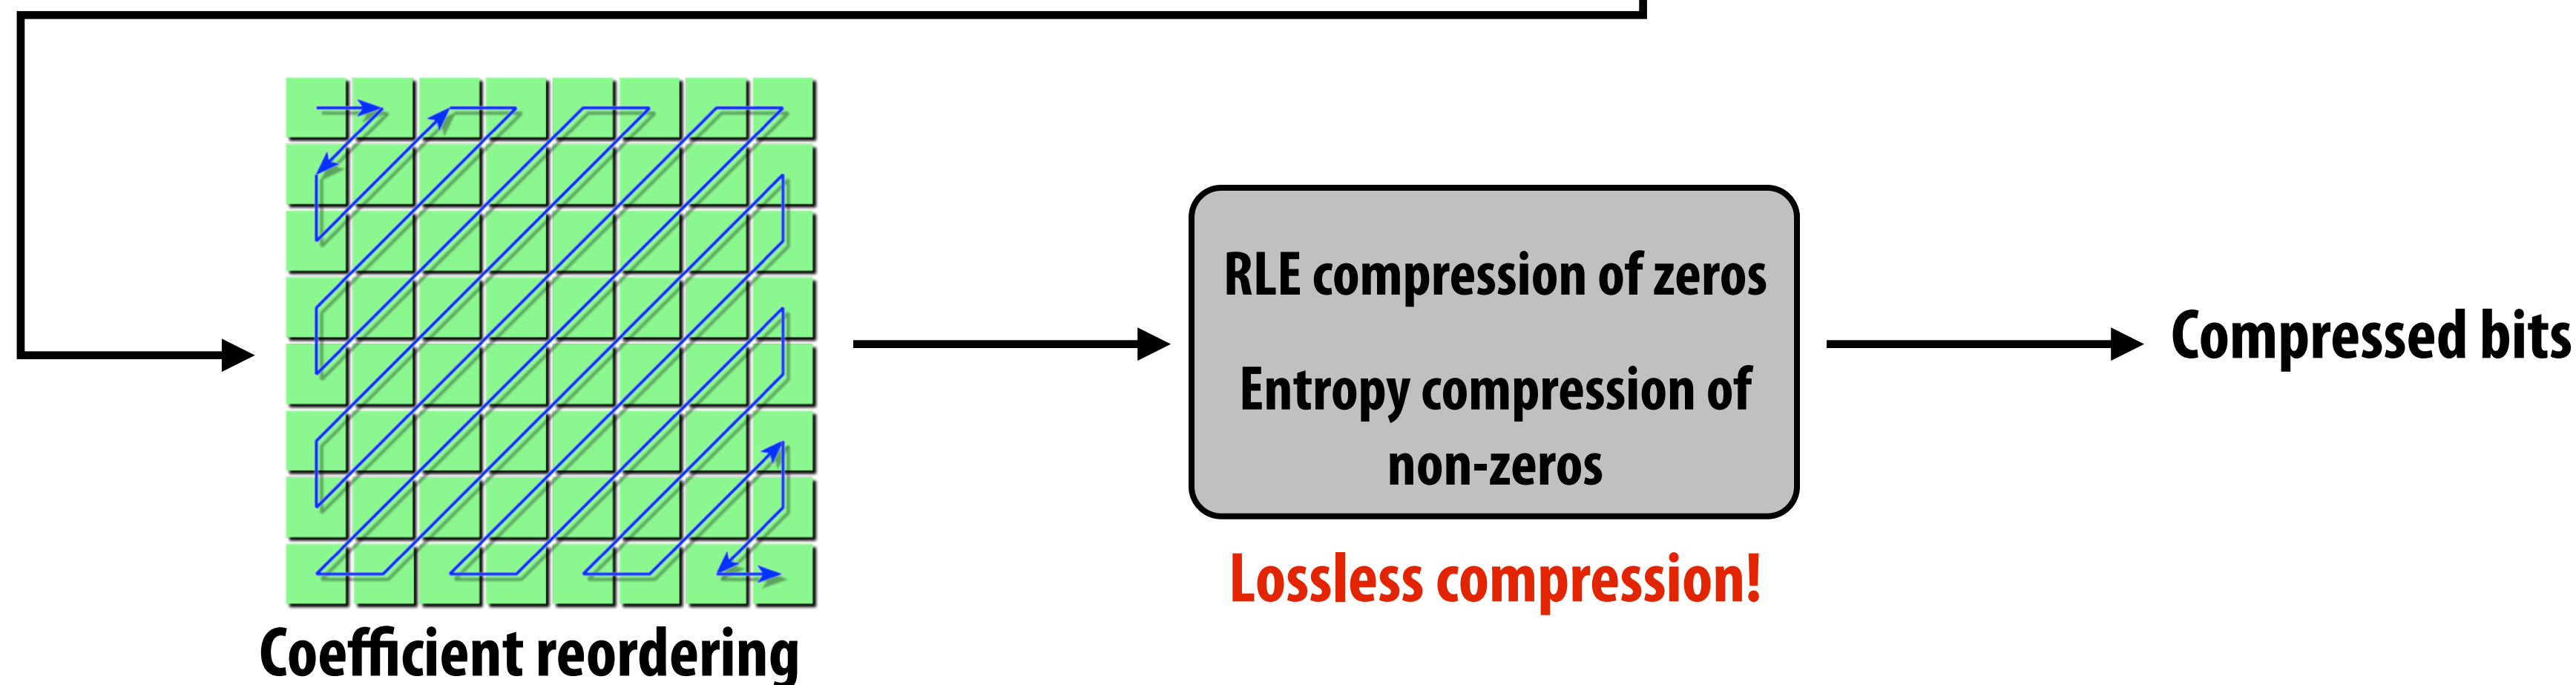 RLE compression of zeros
Entropy compression of
non-zeros
Compressed bits
Lossless compression!
Coefficient reordering